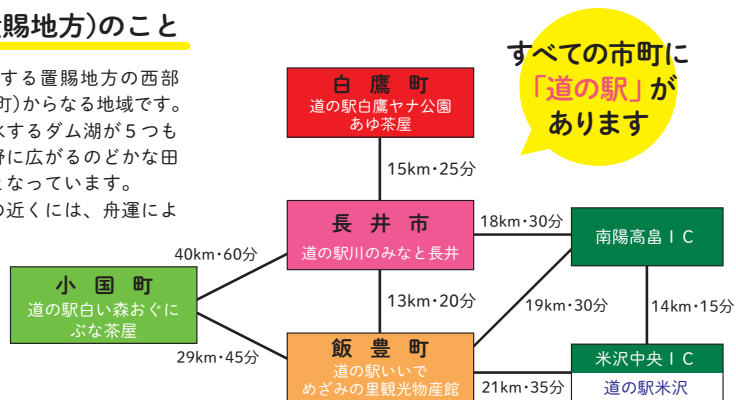 賜地方)のこと
する置賜地方の西部
町)からなる地域です。
水するダム湖が５つも
野に広がるのどかな田
となっています。
の近くには、舟運によ
すべての市町に
「道の駅」が
あります
白鷹町
道の駅白鷹ヤナ公園
あゆ茶屋
15km・25分
長井市
道の駅川のみなと長井
18km・30分
南陽高畠ＩＣ
40km・60分
小国町
道の駅白い森おぐに
ぶな茶屋
13km・20分
19km・30分
14km・15分
29km・45分
飯豊町
道の駅いいで
めざみの里観光物産館
21km・35分
米沢中央ＩＣ
道の駅米沢